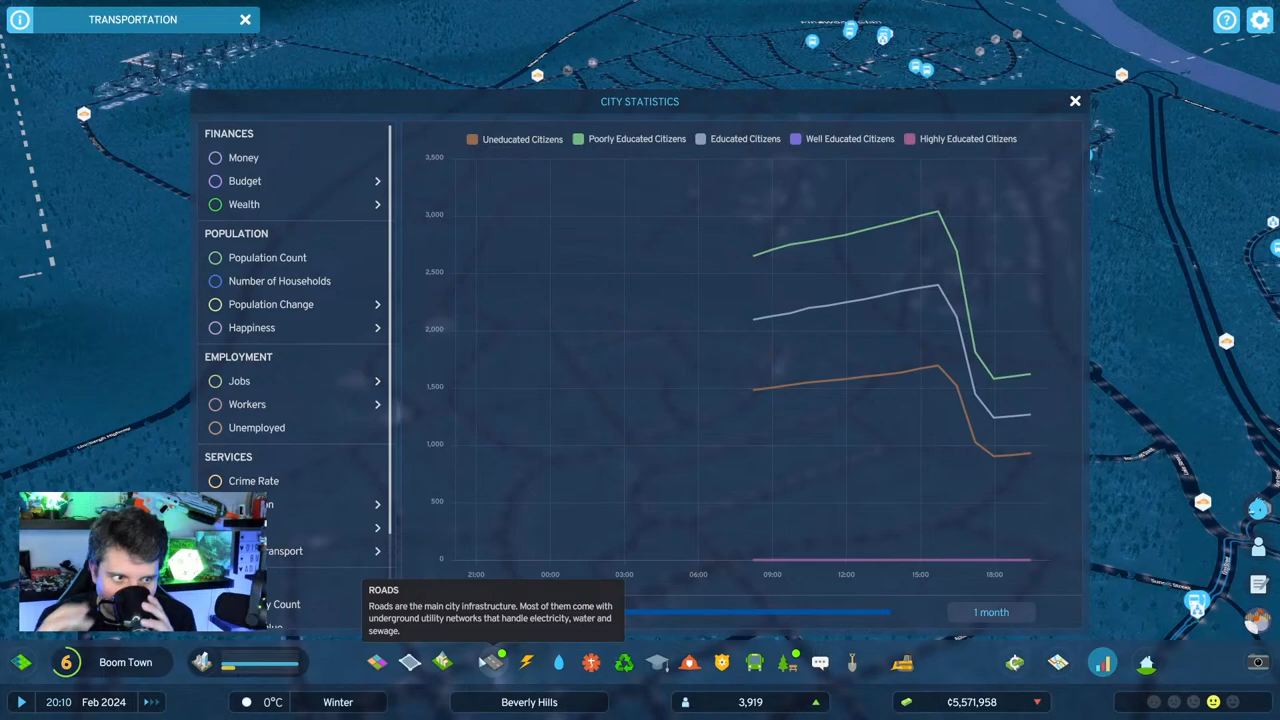 TRANSPORTATION
CITY STATISTICS
FINANCES
Money
Budget
Wealth
POPULATION
Population Count
Number of Households
Population Change
Happiness
EMPLOYMENT
Jobs
Workers
Unemployed
SERVICES
Crime Rate
Uneducated Citizens
Poorly Educated Citizens
Educated Citizens
Well Educated Citizens
Highly Educated Citizens
3,500
3,000
2,500
2,000
1,500
1,000
500
0
21:00
00:00
03:00
06:00
09:00
12:00
15:00
18:00
1 month
ROADS
Roads are the main city infrastructure. Most of them come with
underground utility networks that handle electricity, water and
sewage.
6
Boom Town
20:10
Feb 2024
0°C
Winter
Beverly Hills
3,919
¢5,571,958